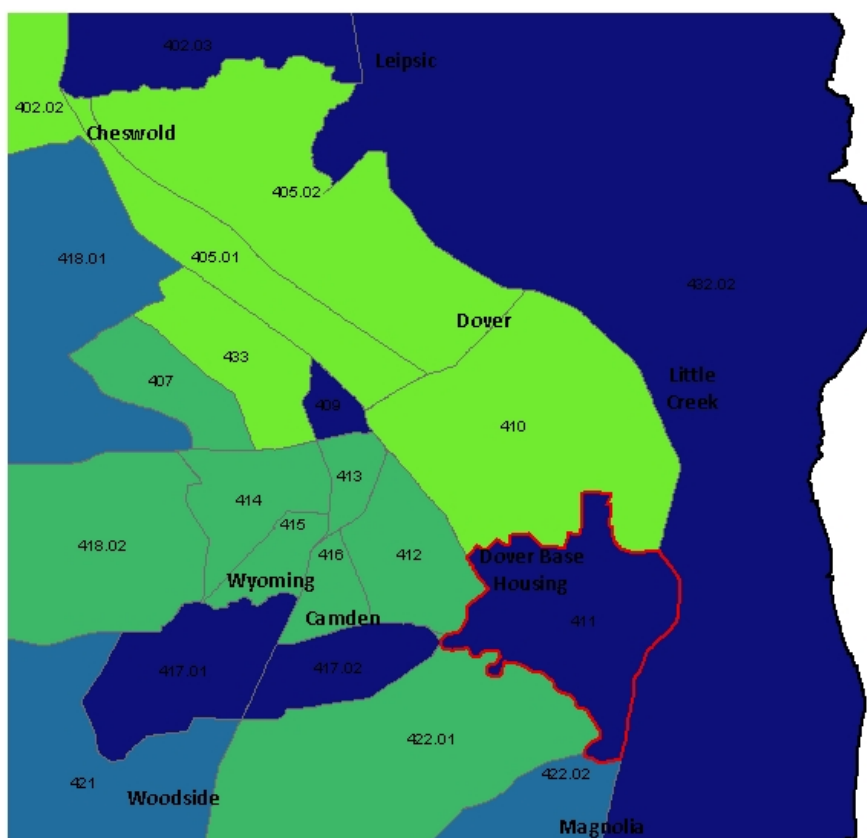 402.03
Leipsic
402.02
Cheswold
405.02
418.01
405.01
432.02
Dover
433
407
Little
Creek
409
410
413
414
415
418.02
416
412
Dover Base
Housing
Wyoming
Camden
411
417.01
417.02
422.01
422.02
421
Woodside
Magnolia